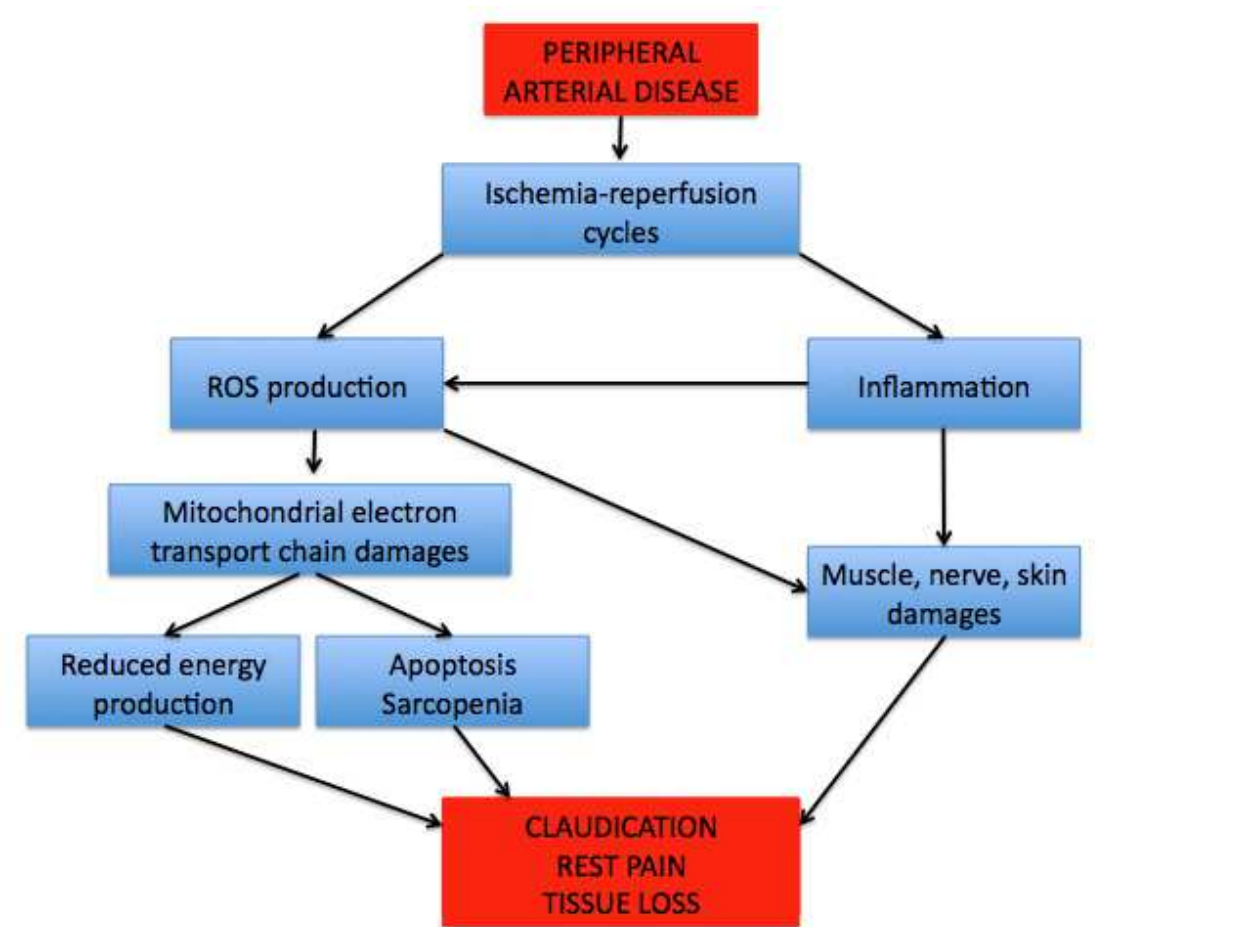 PERIPHERAL
ARTERIAL DISEASE
Ischemia-reperfusion
cycles
ROS production
Inflammation
Mitochondrial electron
transport chain damages
Muscle, nerve, skin
damages
Reduced energy
production
Apoptosis
Sarcopenia
CLAUDICATION
REST PAIN
TISSUE LOSS